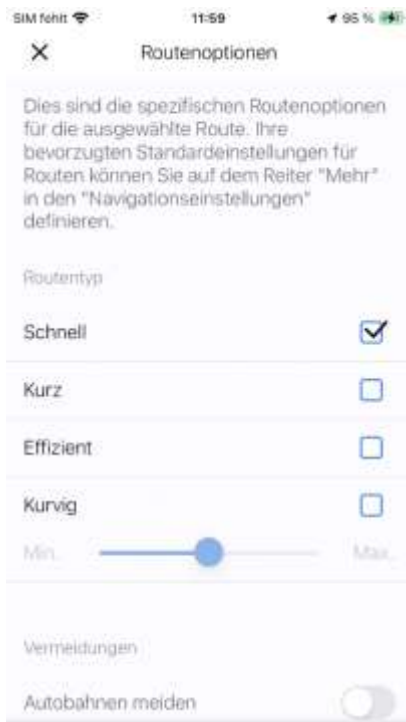 SIM fehlt 11:59 95 %
Routenoptionen
Dies sind die spezifischen Routenoptionen
für die ausgewählte Route. Ihre
bevorzugten Standardeinstellungen für
Routen können Sie auf dem Reiter "Mehr"
in den "Navigationseinstellungen"
definieren.
Routentyp
Schnell
Kurz
Effizient
Kurvig
Min. Max.
Vermeidungen
Autobahnen meiden